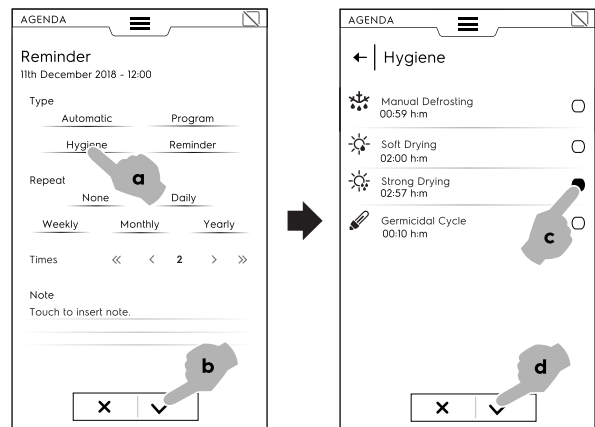 AGENDA
Reminder
11th December 2018 - 12:00
Type
Automatic Program
Hygiene Reminder
a
Repeat
None Daily
Weekly Monthly Yearly
Times << < 2 > >>
Note
Touch to insert note.
b
AGENDA
Hygiene
Manual Defrosting
00:59 h:m
Soft Drying
02:00 h:m
Strong Drying
02:57 h:m
Germicidal Cycle
00:10 h:m
c
d